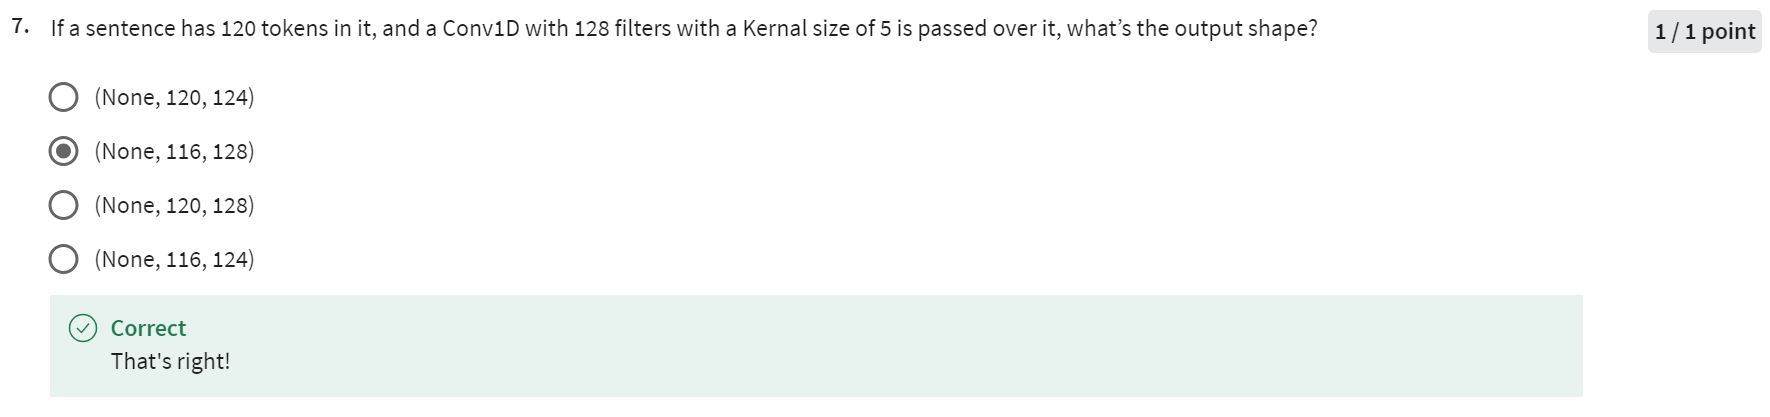 7. If a sentence has 120 tokens in it, and a Conv1D with 128 filters with a Kernal size of 5 is passed over it, what’s the output shape?
1 / 1 point
(None, 120, 124)
(None, 116, 128)
(None, 120, 128)
(None, 116, 124)
Correct
That's right!